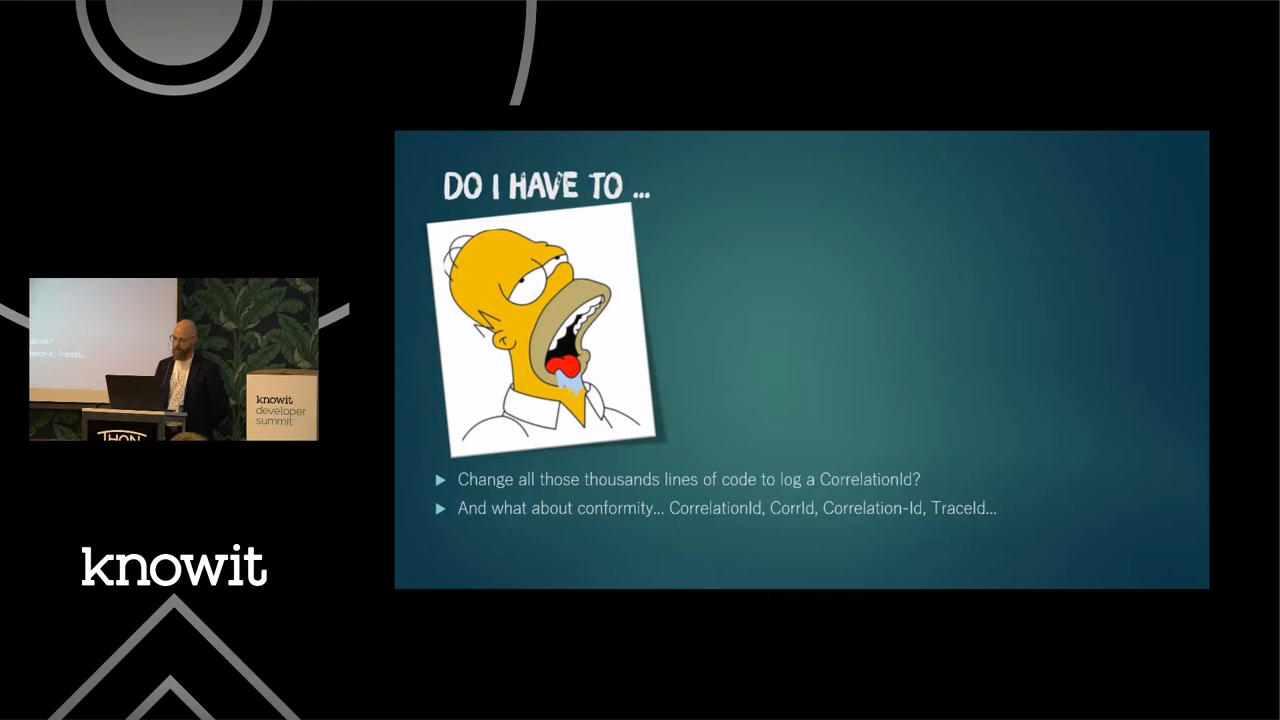 DO I HAVE TO ...
Change all those thousands lines of code to log a CorrelationId?
And what about conformity... CorrelationId, CorrId, Correlation-Id, TraceId...
knowit
developer
summit
THON
knowit